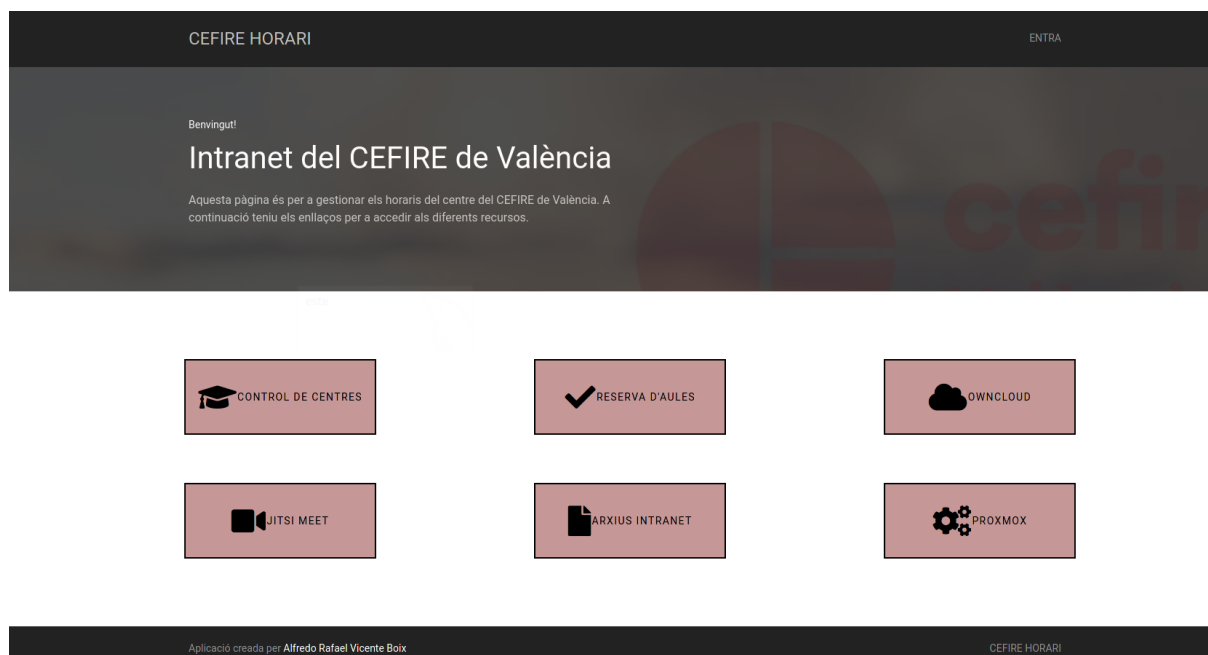 CEFIRE HORARI
ENTRA
Benvingut!
Intranet del CEFIRE de València
Aquesta pàgina és per a gestionar els horaris del centre del CEFIRE de València. A
continuació teniu els enllaços per a accedir als diferents recursos.
cefir
CONTROL DE CENTRES
RESERVA D'AULES
OWNCLOUD
JITSI MEET
ARXIUS INTRANET
PROXMOX
Aplicació creada per Alfredo Rafael Vicente Boix
CEFIRE HORARI